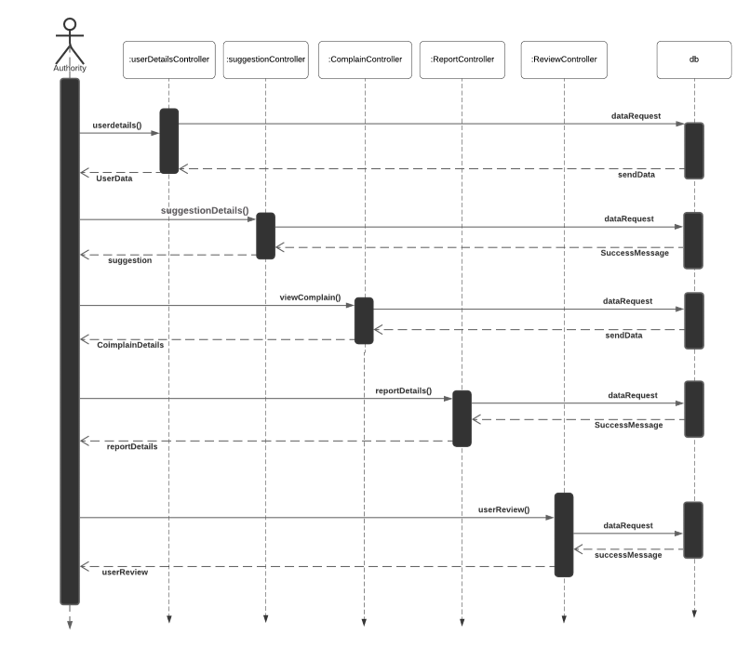 Authority
:userDetailsController
:suggestionController
:ComplainController
:ReportController
:ReviewController
db
dataRequest
userdetails()
sendData
UserData
suggestionDetails()
dataRequest
SuccessMessage
suggestion
viewComplain()
dataRequest
sendData
ColmplainDetails
reportDetails()
dataRequest
SuccessMessage
reportDetails
userReview()
dataRequest
successMessage
userReview